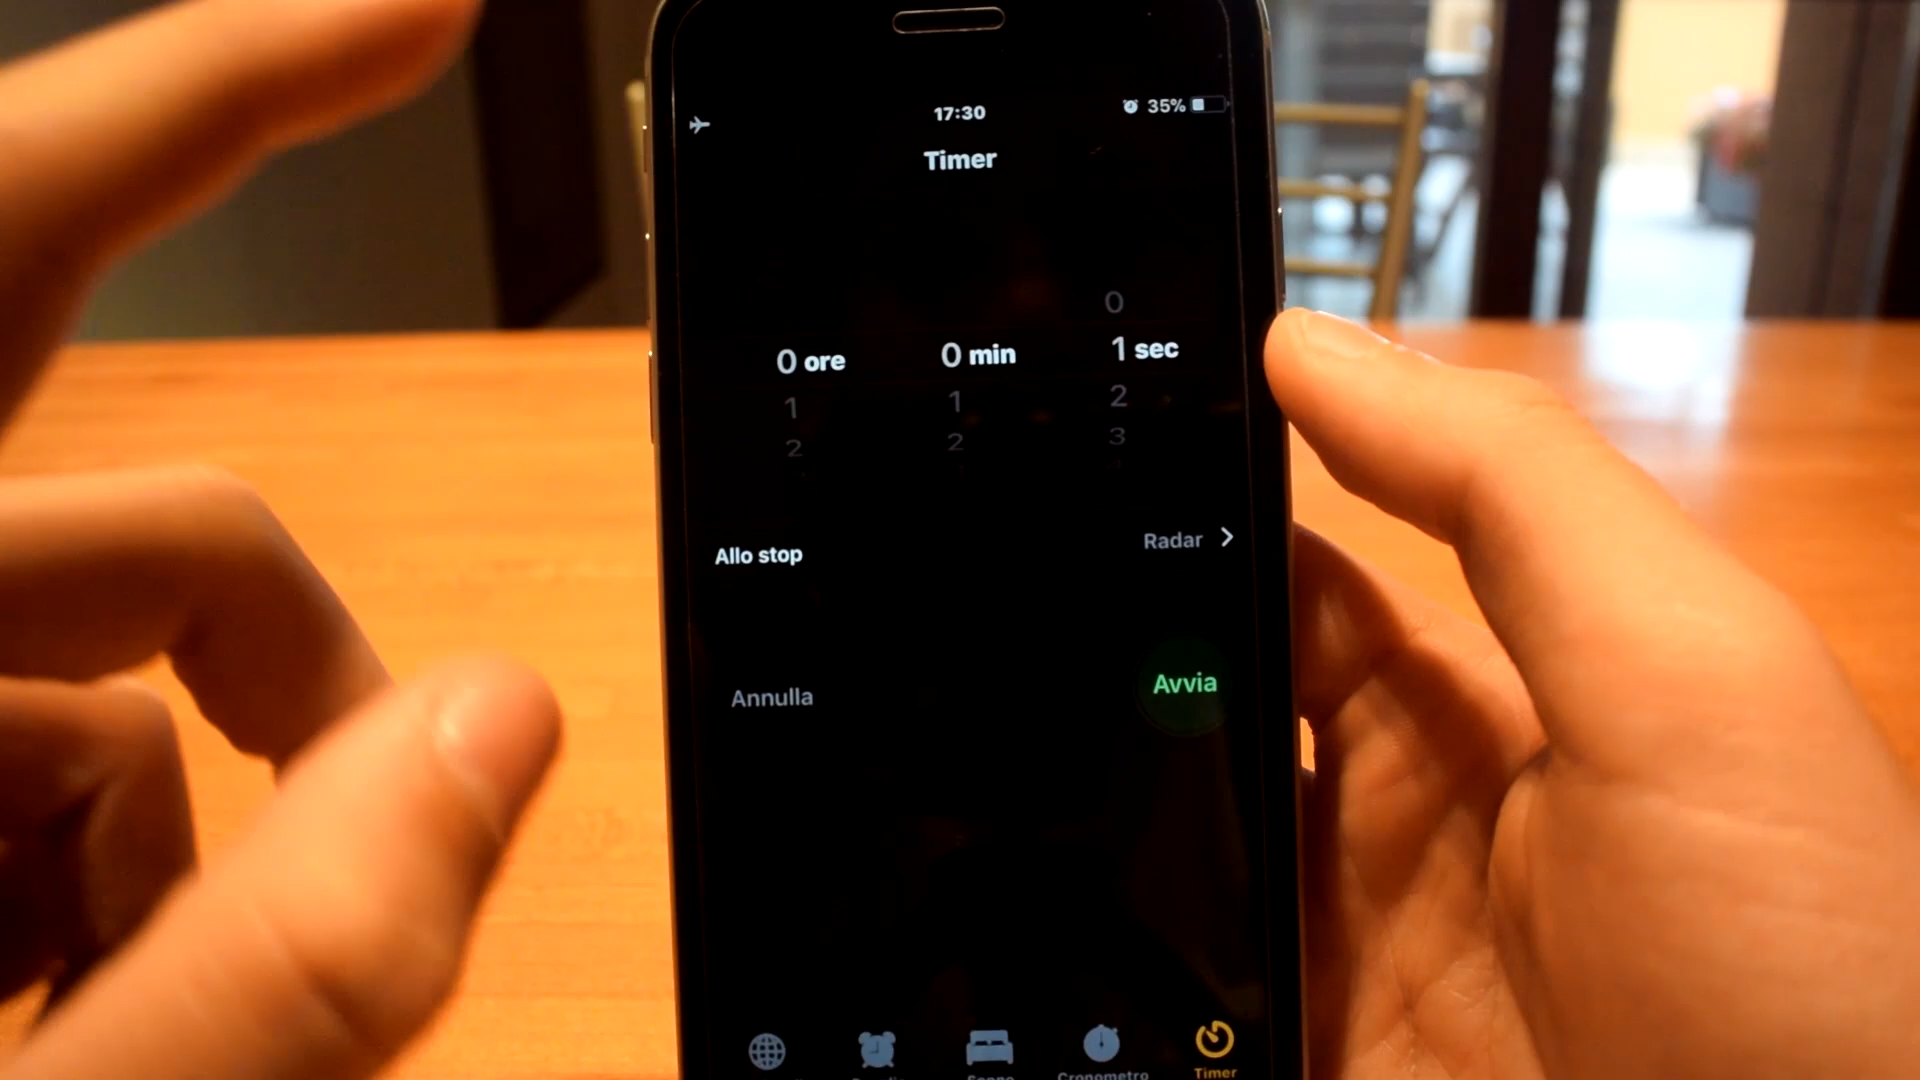 17:30
35%
Timer
0
0 ore
0 min
1 sec
1
1
2
2
2
3
Allo stop
Radar
Annulla
Avvia
Cronometro
Timer